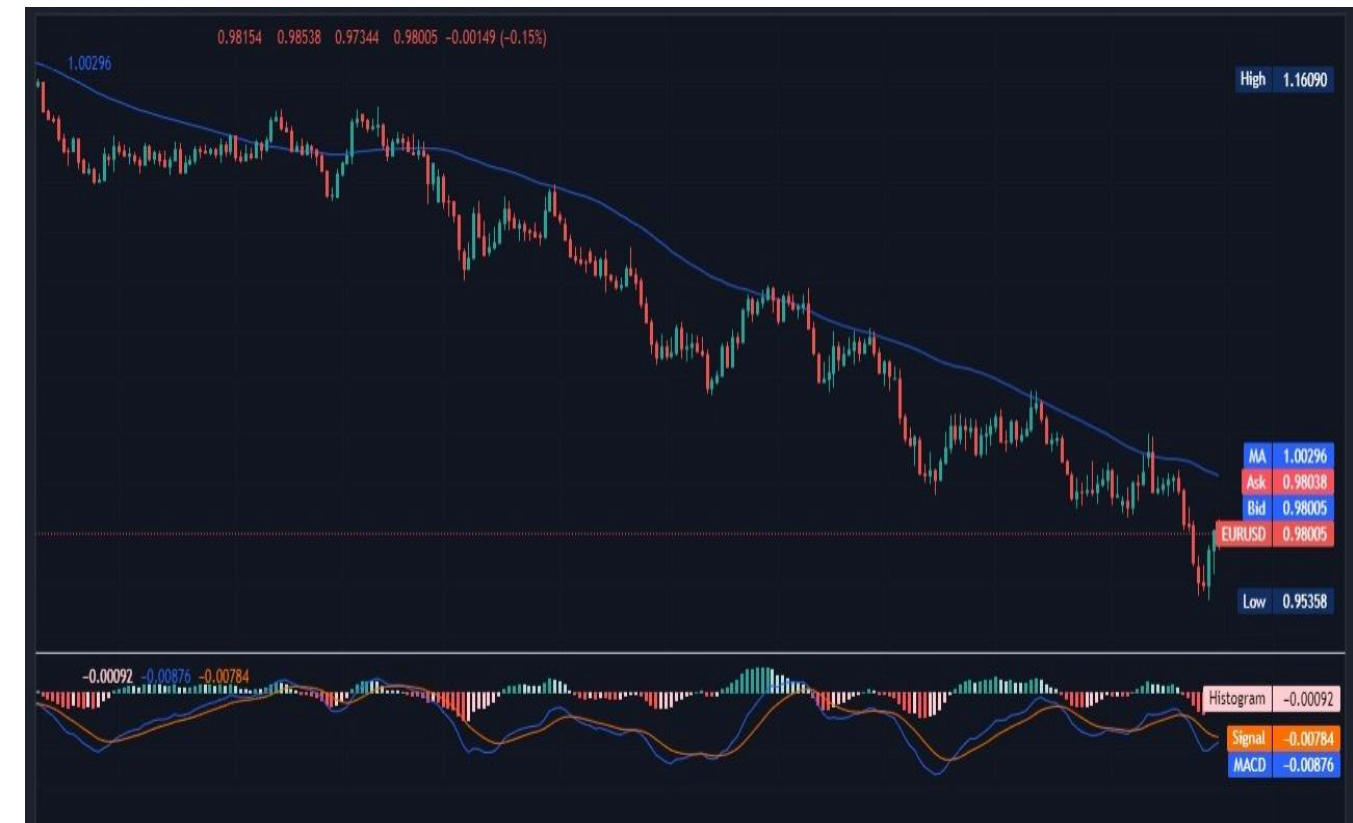 0.98154 0.98538 0.97344 0.98005 −0.00149 (−0.15%)
1.00296
High 1.16090
MA 1.00296
Ask 0.98038
Bid 0.98005
EURUSD 0.98005
Low 0.95358
−0.00092 −0.00876 −0.00784
Histogram −0.00092
Signal −0.00784
MACD −0.00876